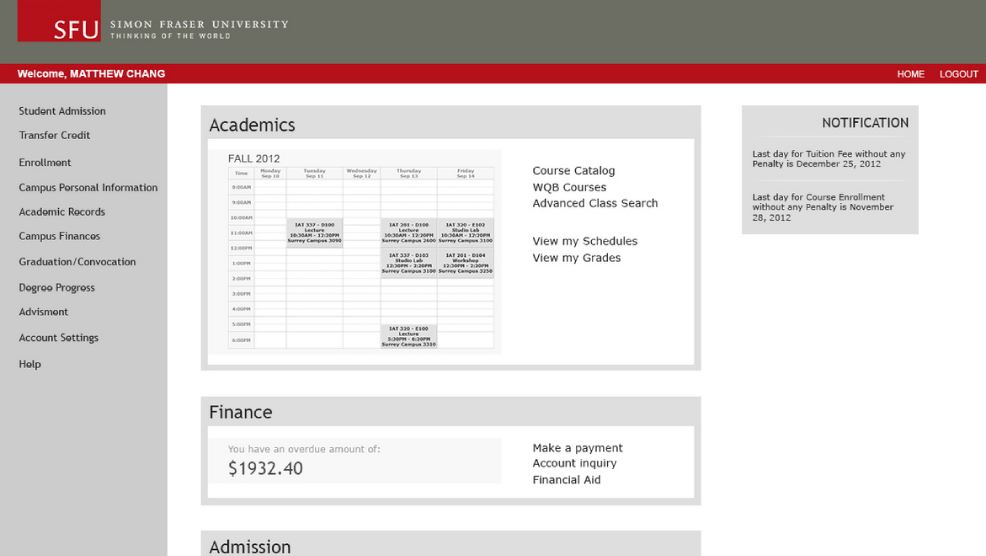 SFU
SIMON FRASER UNIVERSITY
THINKING OF THE WORLD
Welcome, MATTHEW CHANG
HOME
LOGOUT
Student Admission
Transfer Credit
Enrollment
Campus Personal Information
Academic Records
Campus Finances
Graduation/Convocation
Degree Progress
Advisment
Account Settings
Help
Academics
FALL 2012
Time
Monday
Sep 10
Tuesday
Sep 11
Wednesday
Sep 12
Thursday
Sep 13
Friday
Sep 14
8:00AM
9:00AM
10:00AM
11:00AM
12:00PM
1:00PM
2:00PM
3:00PM
4:00PM
5:00PM
6:00PM
IAT 337 - D100
Lecture
10:30AM - 12:20PM
Surrey Campus 3090
IAT 201 - D100
Lecture
10:30AM - 12:20PM
Surrey Campus 2600
IAT 320 - E102
Studio Lab
10:30AM - 12:20PM
Surrey Campus 3100
IAT 337 - D103
Studio Lab
12:30PM - 2:20PM
Surrey Campus 3100
IAT 201 - D104
Workshop
12:30PM - 2:20PM
Surrey Campus 3250
IAT 320 - E100
Lecture
5:30PM - 6:20PM
Surrey Campus 3310
Course Catalog
WQB Courses
Advanced Class Search
View my Schedules
View my Grades
NOTIFICATION
Last day for Tuition Fee without any
Penalty is December 25, 2012
Last day for Course Enrollment
without any Penalty is November
28, 2012
Finance
You have an overdue amount of:
$1932.40
Make a payment
Account inquiry
Financial Aid
Admission